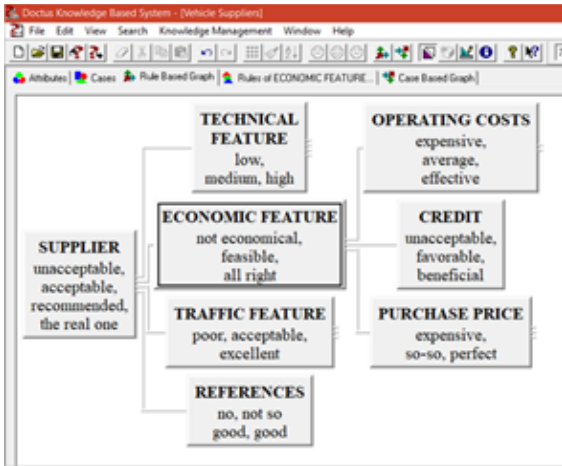 Doctus Knowledge Based System - [Vehicle Suppliers]
File Edit View Search Knowledge Management Window Help
Attributes Cases Rule Based Graph Rules of ECONOMIC FEATURE... Case Based Graph
TECHNICAL
FEATURE
low,
medium, high
OPERATING COSTS
expensive,
average,
effective
ECONOMIC FEATURE
not economical,
feasible,
all right
CREDIT
unacceptable,
favorable,
beneficial
SUPPLIER
unacceptable,
acceptable,
recommended,
the real one
TRAFFIC FEATURE
poor, acceptable,
excellent
PURCHASE PRICE
expensive,
so-so, perfect
REFERENCES
no, not so
good, good